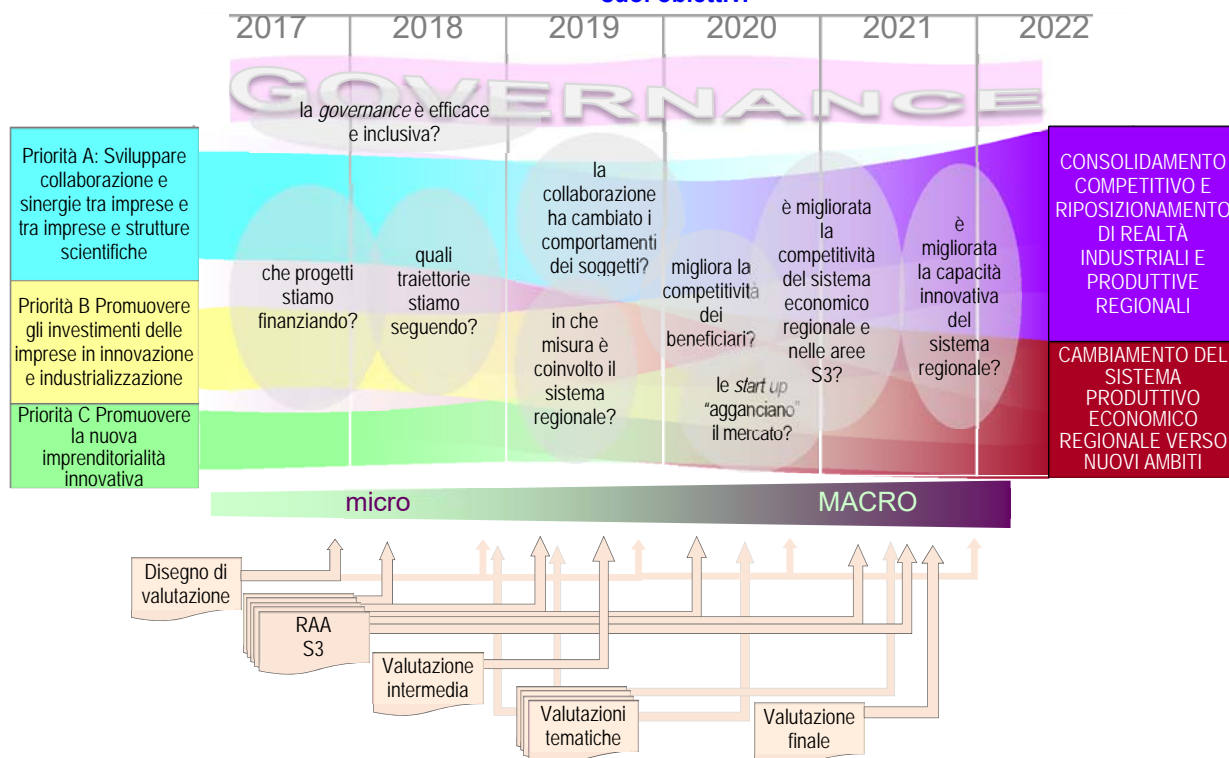 suoi obiettivi
2017 2018 2019 2020 2021 2022
GOVERNANCE
la governance è efficace
e inclusiva?
Priorità A: Sviluppare
collaborazione e
sinergie tra imprese e
tra imprese e strutture
scientifiche
Priorità B Promuovere
gli investimenti delle
imprese in innovazione
e industrializzazione
Priorità C Promuovere
la nuova
imprenditorialità
innovativa
che progetti
stiamo
finanziando?
quali
traiettorie
stiamo
seguendo?
la
collaborazione
ha cambiato i
comportamenti
dei soggetti?
in che
misura è
coinvolto il
sistema
regionale?
migliora la
competitività
dei
beneficiari?
le start up
“agganciano”
il mercato?
è migliorata
la
competitività
del sistema
economico
regionale e
nelle aree
S3?
è
migliorata
la capacità
innovativa
del
sistema
regionale?
CONSOLIDAMENTO
COMPETITIVO E
RIPOSIZIONAMENTO
DI REALTÀ
INDUSTRIALI E
PRODUTTIVE
REGIONALI
CAMBIAMENTO DEL
SISTEMA
PRODUTTIVO
ECONOMICO
REGIONALE VERSO
NUOVI AMBITI
micro MACRO
Disegno di
valutazione
RAA
S3
Valutazione
intermedia
Valutazioni
tematiche
Valutazione
finale